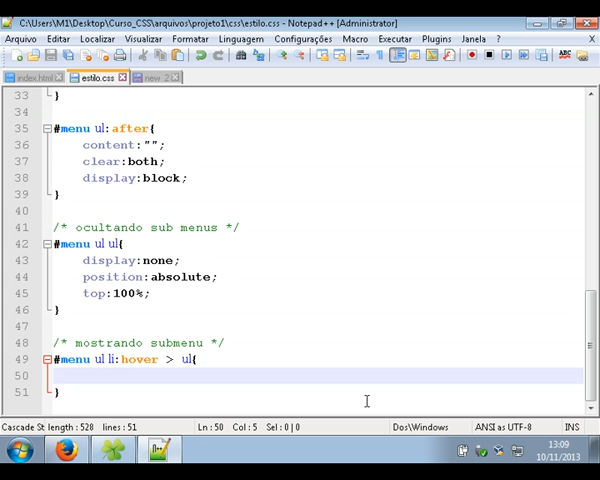 C:\Users\M1\Desktop\Curso_CSS\arquivos\projeto1\css\estilo.css - Notepad++ [Administrator]
Arquivo Editar Localizar Visualizar Formatar Linguagem Configurações Macro Executar Plugins Janela ?
index.html estilo.css new 2
33 }
34
35 #menu ul:after{
36 content:"";
37 clear:both;
38 display:block;
39 }
40
41 /* ocultando sub menus */
42 #menu ul ul{
43 display:none;
44 position:absolute;
45 top:100%;
46 }
47
48 /* mostrando submenu */
49 #menu ul li:hover > ul{
50
51 }
Cascade St length : 528 lines : 51 Ln : 50 Col : 5 Sel : 0 | 0 Dos\Windows ANSI as UTF-8 INS
13:09
10/11/2013